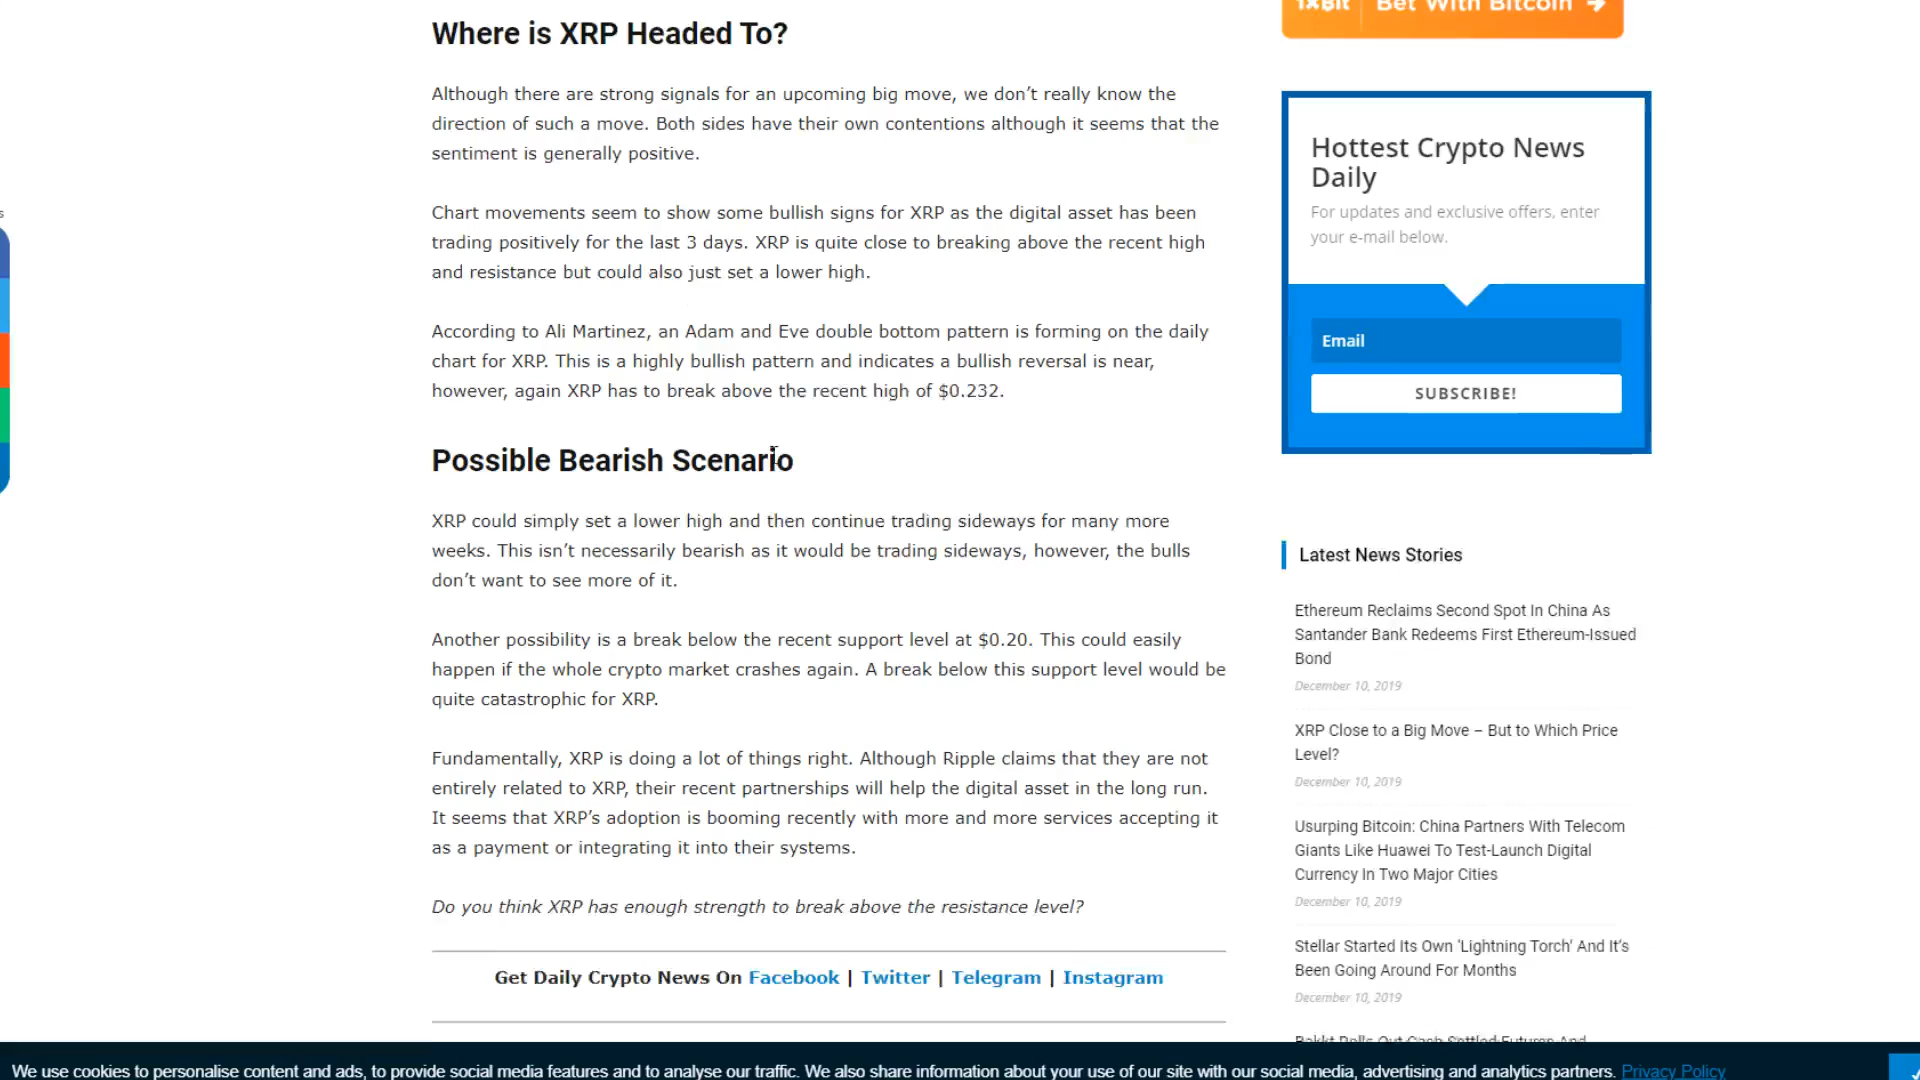 Where is XRP Headed To?
Although there are strong signals for an upcoming big move, we don’t really know the
direction of such a move. Both sides have their own contentions although it seems that the
sentiment is generally positive.
Chart movements seem to show some bullish signs for XRP as the digital asset has been
trading positively for the last 3 days. XRP is quite close to breaking above the recent high
and resistance but could also just set a lower high.
According to Ali Martinez, an Adam and Eve double bottom pattern is forming on the daily
chart for XRP. This is a highly bullish pattern and indicates a bullish reversal is near,
however, again XRP has to break above the recent high of $0.232.
Possible Bearish Scenario
XRP could simply set a lower high and then continue trading sideways for many more
weeks. This isn’t necessarily bearish as it would be trading sideways, however, the bulls
don’t want to see more of it.
Another possibility is a break below the recent support level at $0.20. This could easily
happen if the whole crypto market crashes again. A break below this support level would be
quite catastrophic for XRP.
Fundamentally, XRP is doing a lot of things right. Although Ripple claims that they are not
entirely related to XRP, their recent partnerships will help the digital asset in the long run.
It seems that XRP’s adoption is booming recently with more and more services accepting it
as a payment or integrating it into their systems.
Do you think XRP has enough strength to break above the resistance level?
Get Daily Crypto News On Facebook | Twitter | Telegram | Instagram
1xBit Bet With Bitcoin
Hottest Crypto News
Daily
For updates and exclusive offers, enter
your e-mail below.
Email
SUBSCRIBE!
Latest News Stories
Ethereum Reclaims Second Spot In China As
Santander Bank Redeems First Ethereum-Issued
Bond
December 10, 2019
XRP Close to a Big Move – But to Which Price
Level?
December 10, 2019
Usurping Bitcoin: China Partners With Telecom
Giants Like Huawei To Test-Launch Digital
Currency In Two Major Cities
December 10, 2019
Stellar Started Its Own 'Lightning Torch' And It’s
Been Going Around For Months
December 10, 2019
Bakkt Rolls Out Cash Settled Futures And
We use cookies to personalise content and ads, to provide social media features and to analyse our traffic. We also share information about your use of our site with our social media, advertising and analytics partners. Privacy Policy